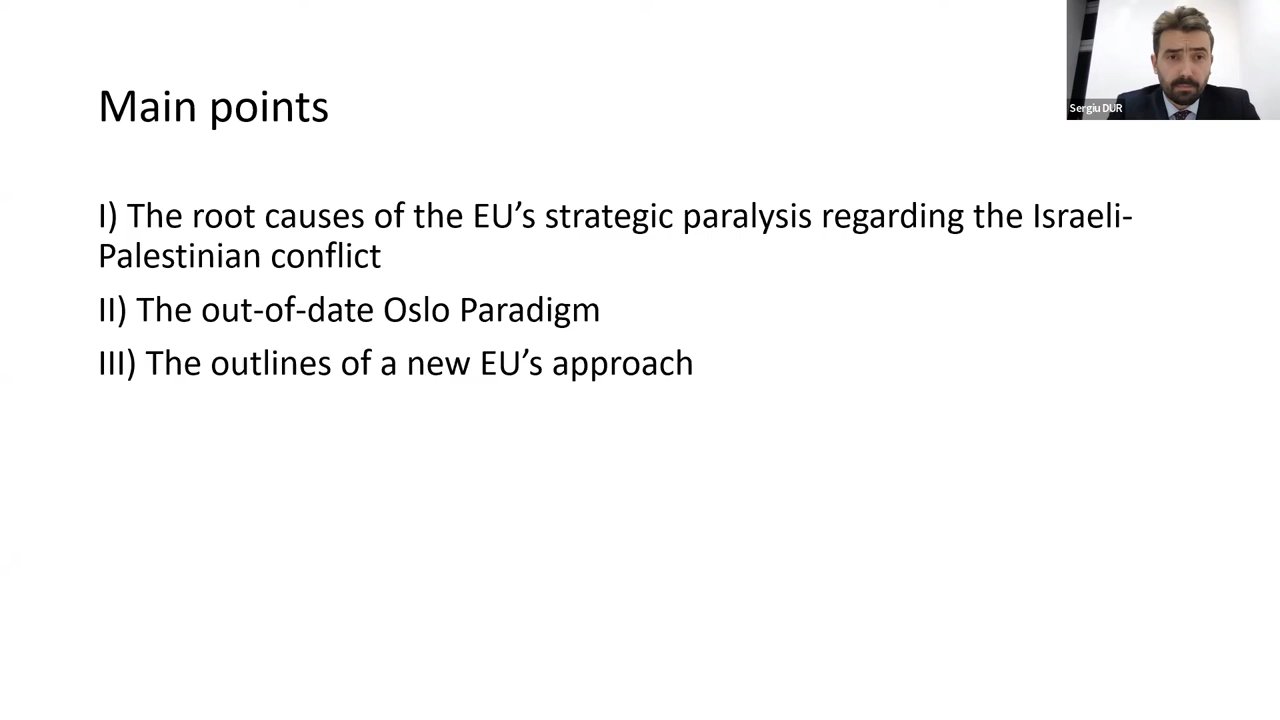 Main points
Sergiu DUR
I) The root causes of the EU’s strategic paralysis regarding the Israeli-
Palestinian conflict
II) The out-of-date Oslo Paradigm
III) The outlines of a new EU’s approach